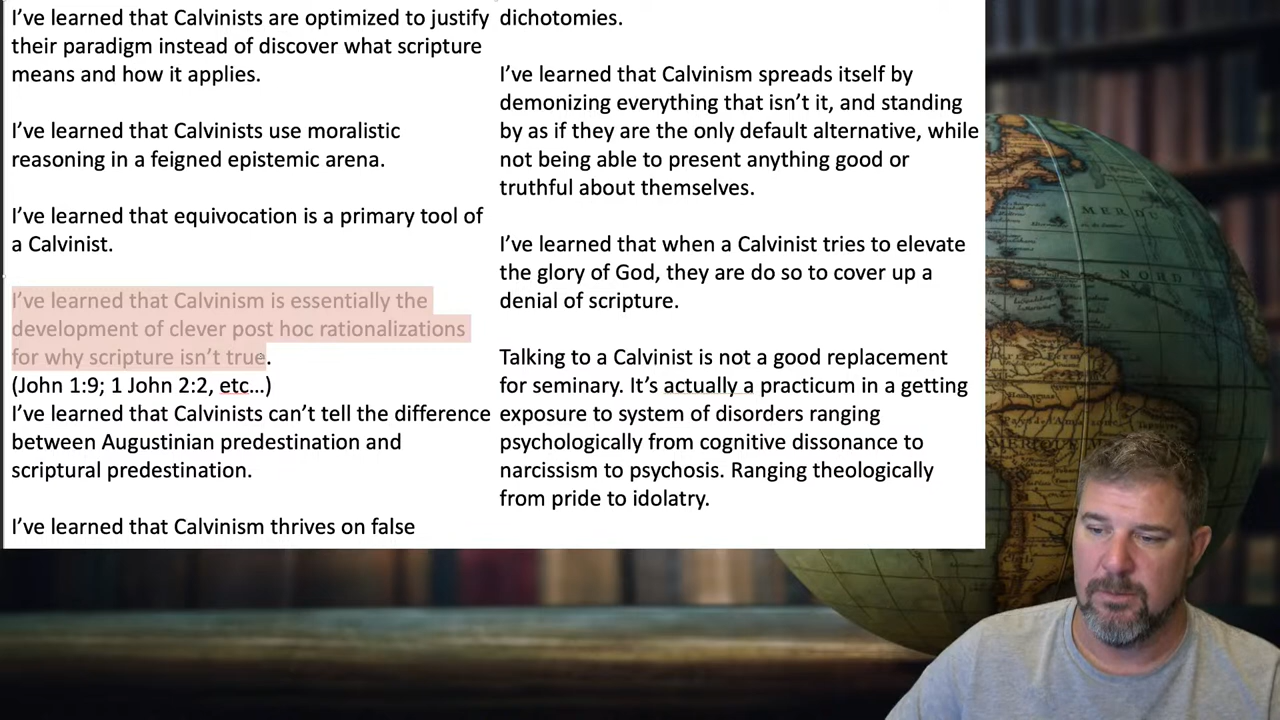 I've learned that Calvinists are optimized to justify
their paradigm instead of discover what scripture
means and how it applies.
I've learned that Calvinists use moralistic
reasoning in a feigned epistemic arena.
I've learned that equivocation is a primary tool of
a Calvinist.
I've learned that Calvinism is essentially the
development of clever post hoc rationalizations
for why scripture isn't true.
(John 1:9; 1 John 2:2, etc...)
I've learned that Calvinists can't tell the difference
between Augustinian predestination and
scriptural predestination.
I've learned that Calvinism thrives on false
dichotomies.
I've learned that Calvinism spreads itself by
demonizing everything that isn't it, and standing
by as if they are the only default alternative, while
not being able to present anything good or
truthful about themselves.
I've learned that when a Calvinist tries to elevate
the glory of God, they are do so to cover up a
denial of scripture.
Talking to a Calvinist is not a good replacement
for seminary. It's actually a practicum in a getting
exposure to system of disorders ranging
psychologically from cognitive dissonance to
narcissism to psychosis. Ranging theologically
from pride to idolatry.
MER DU
NORD